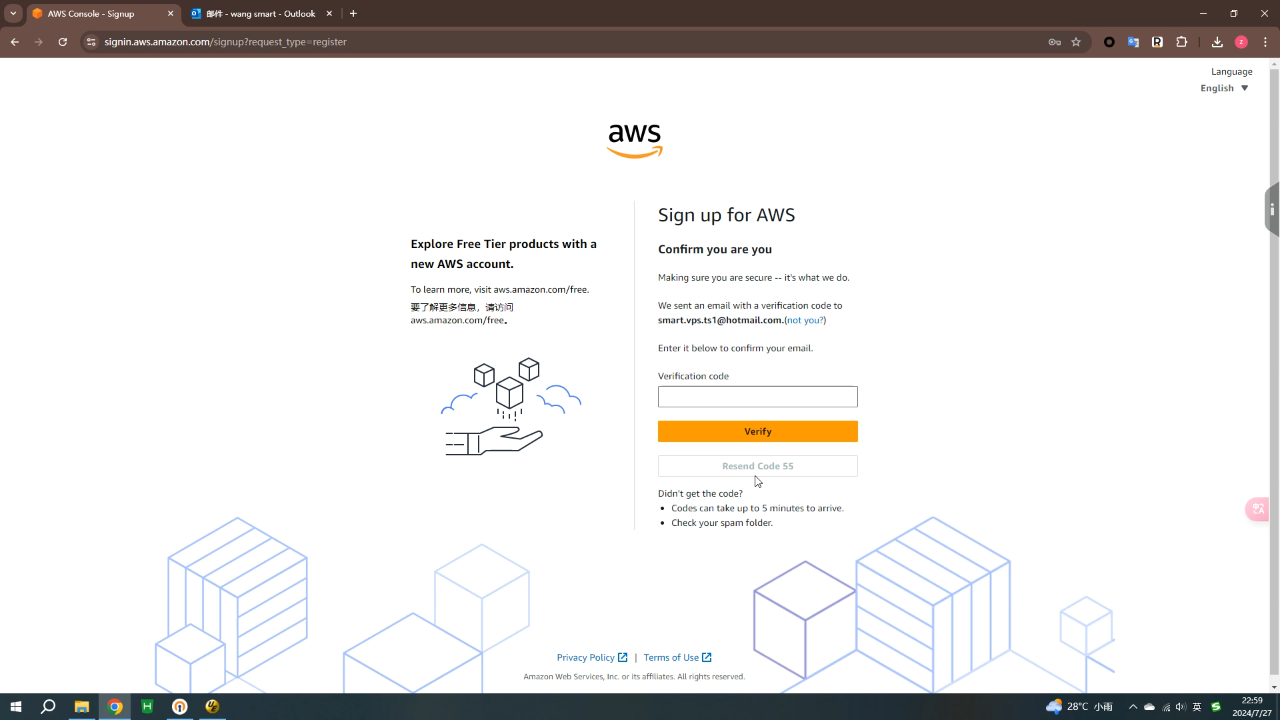 AWS Console - Signup
邮件 - wang smart - Outlook
signin.aws.amazon.com/signup?request_type=register
Language
English
aws
Explore Free Tier products with a
new AWS account.
To learn more, visit aws.amazon.com/free.
要了解更多信息，请访问
aws.amazon.com/free。
Sign up for AWS
Confirm you are you
Making sure you are secure -- it's what we do.
We sent an email with a verification code to
smart.vps.ts1@hotmail.com.(not you?)
Enter it below to confirm your email.
Verification code
Verify
Resend Code 55
Didn't get the code?
• Codes can take up to 5 minutes to arrive.
• Check your spam folder.
Privacy Policy | Terms of Use
Amazon Web Services, Inc. or its affiliates. All rights reserved.
28°C 小雨
英
22:59
2024/7/27